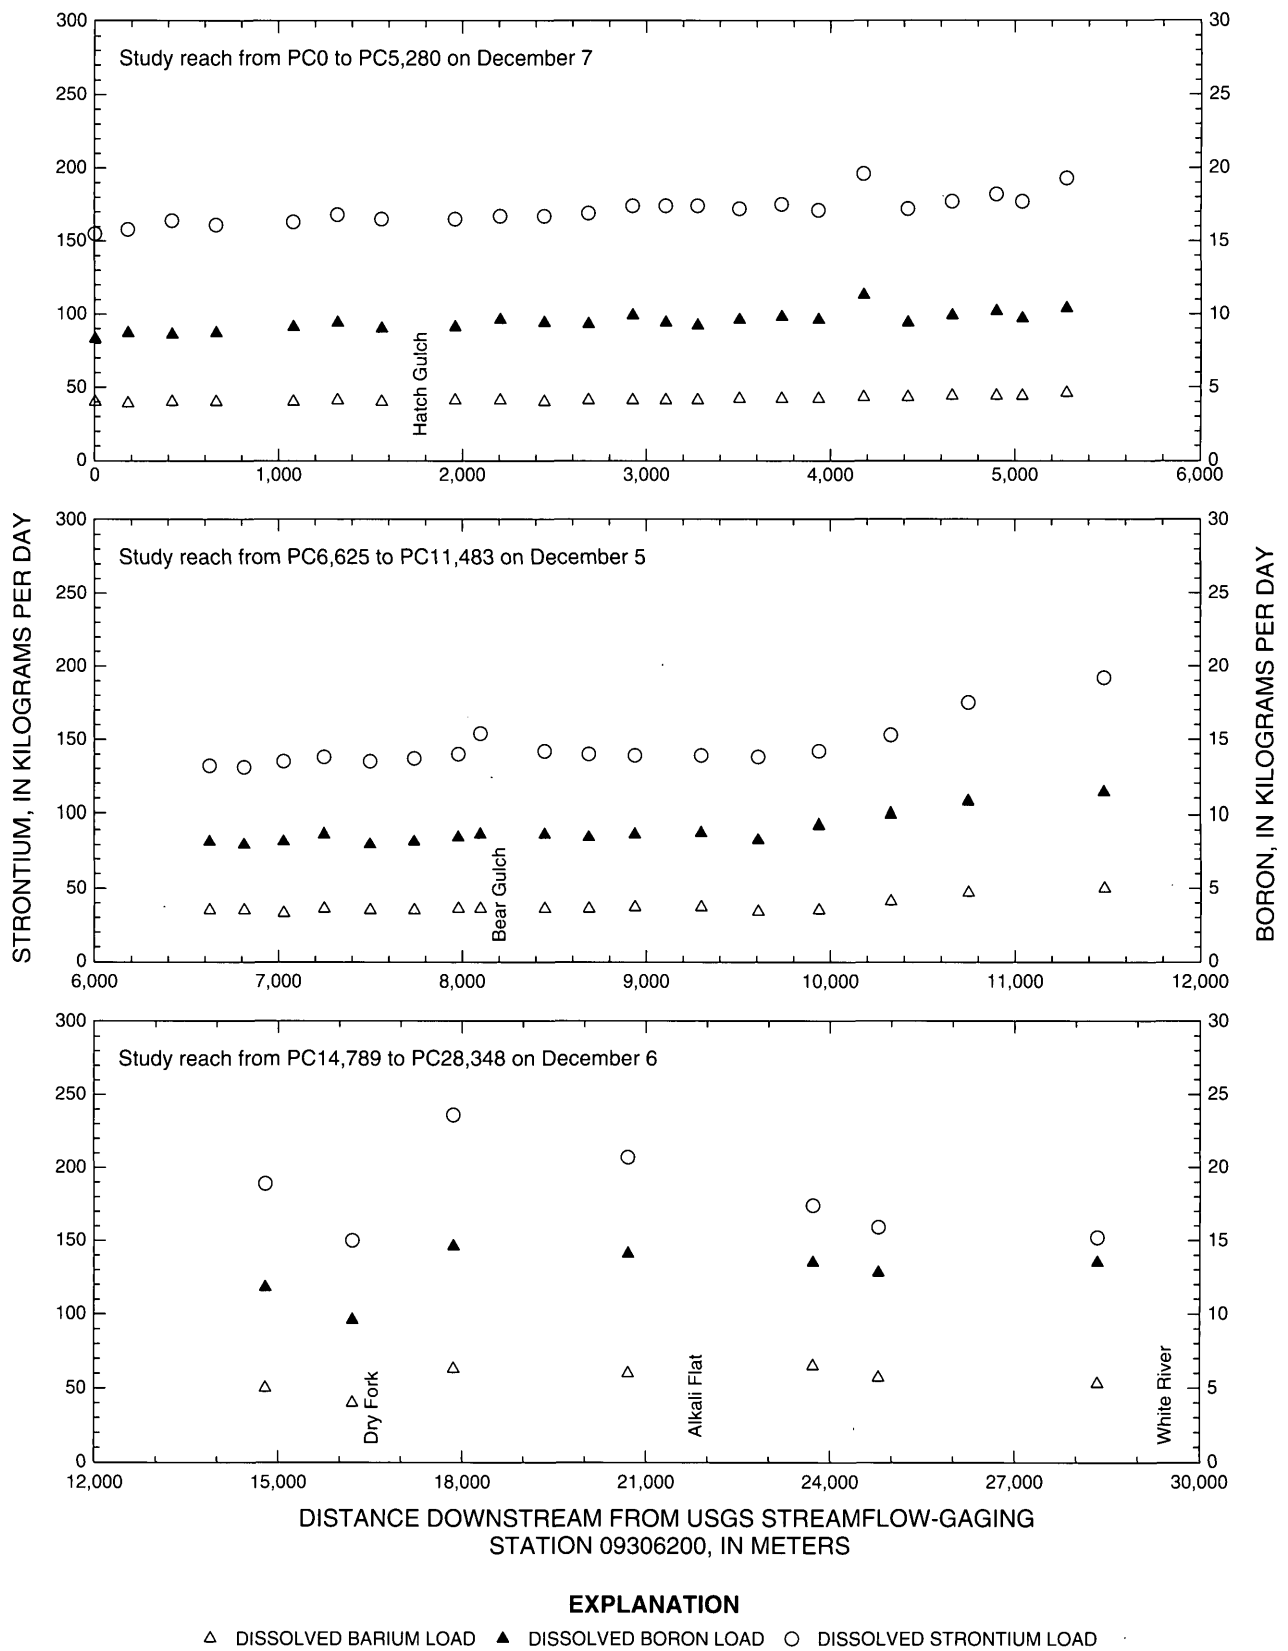 300
250
200
150
100
50
0
30
25
20
15
10
5
0
Study reach from PC0 to PC5,280 on December 7
Hatch Gulch
0 1,000 2,000 3,000 4,000 5,000 6,000
300
250
200
150
100
50
0
30
25
20
15
10
5
0
Study reach from PC6,625 to PC11,483 on December 5
Bear Gulch
6,000 7,000 8,000 9,000 10,000 11,000 12,000
STRONTIUM, IN KILOGRAMS PER DAY
BORON, IN KILOGRAMS PER DAY
300
250
200
150
100
50
0
30
25
20
15
10
5
0
Study reach from PC14,789 to PC28,348 on December 6
Dry Fork
Alkali Flat
White River
12,000 15,000 18,000 21,000 24,000 27,000 30,000
DISTANCE DOWNSTREAM FROM USGS STREAMFLOW-GAGING
STATION 09306200, IN METERS
EXPLANATION
DISSOLVED BARIUM LOAD DISSOLVED BORON LOAD DISSOLVED STRONTIUM LOAD